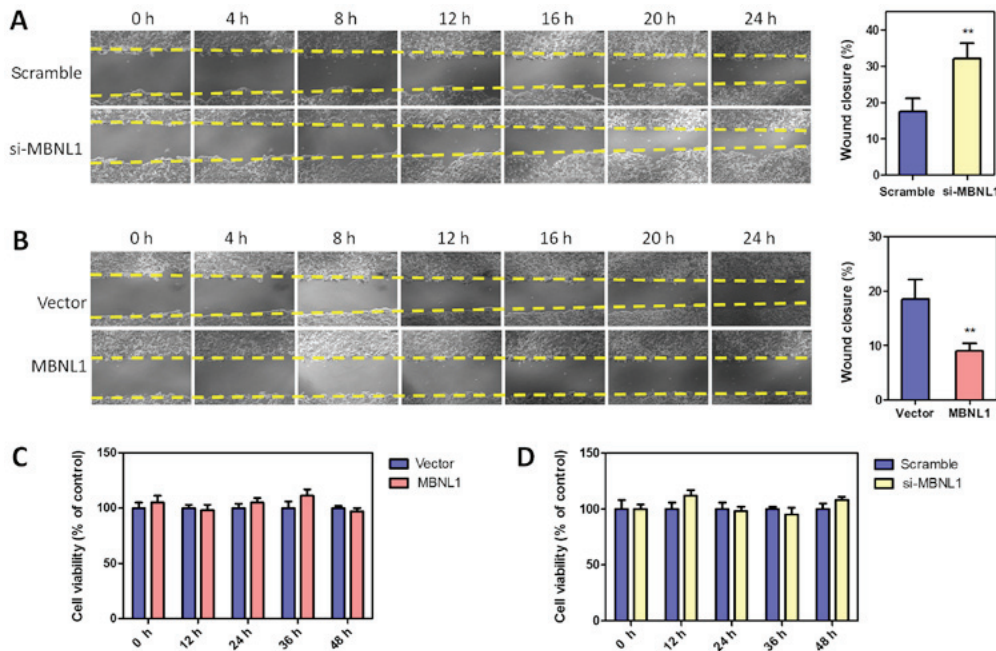 A
0 h 4 h 8 h 12 h 16 h 20 h 24 h
Scramble
si-MBNL1
Wound closure (%)
40
30
20
10
0
**
Scramble si-MBNL1
B
0 h 4 h 8 h 12 h 16 h 20 h 24 h
Vector
MBNL1
Wound closure (%)
30
20
10
0
**
Vector MBNL1
C
Cell viability (% of control)
150
100
50
0
Vector
MBNL1
0 h 12 h 24 h 36 h 48 h
D
Cell viability (% of control)
150
100
50
0
Scramble
si-MBNL1
0 h 12 h 24 h 36 h 48 h